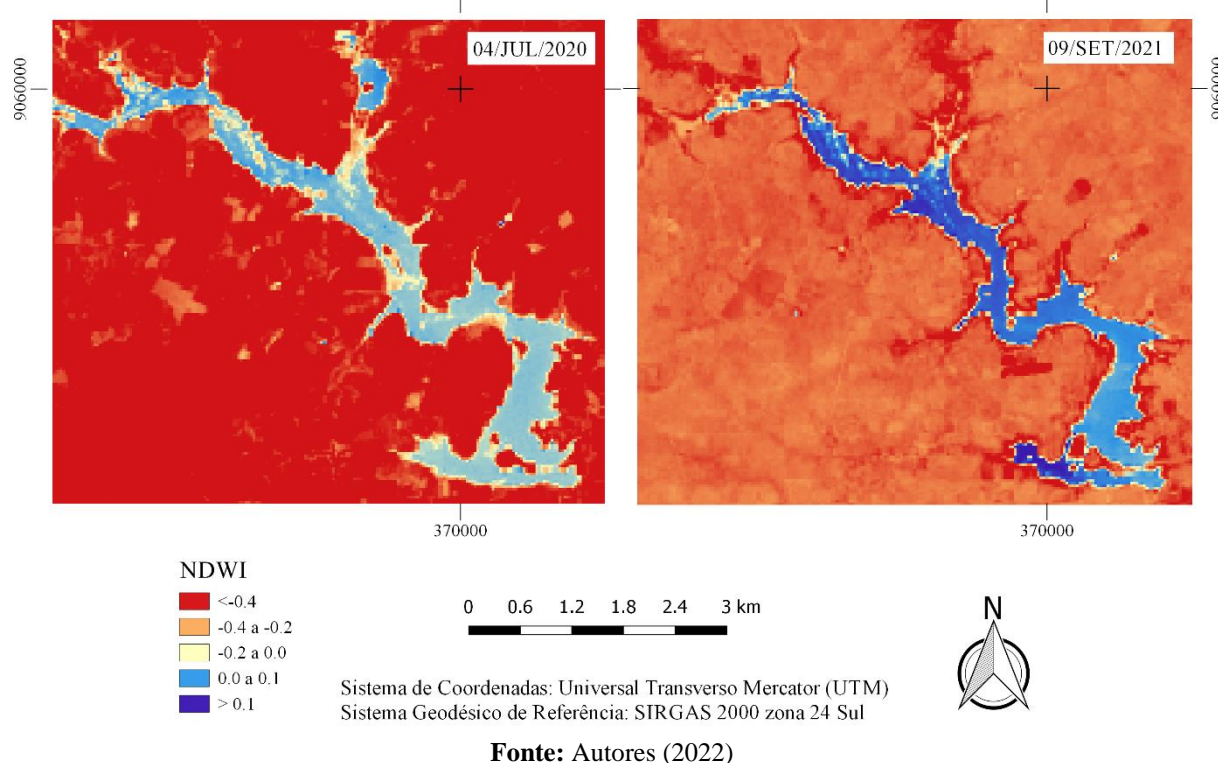 04/JUL/2020
09/SET/2021
9060000
9060000
370000
370000
NDWI
<-0.4
-0.4 a -0.2
-0.2 a 0.0
0.0 a 0.1
> 0.1
0 0.6 1.2 1.8 2.4 3 km
N
Sistema de Coordenadas: Universal Transverso Mercator (UTM)
Sistema Geodésico de Referência: SIRGAS 2000 zona 24 Sul
Fonte: Autores (2022)